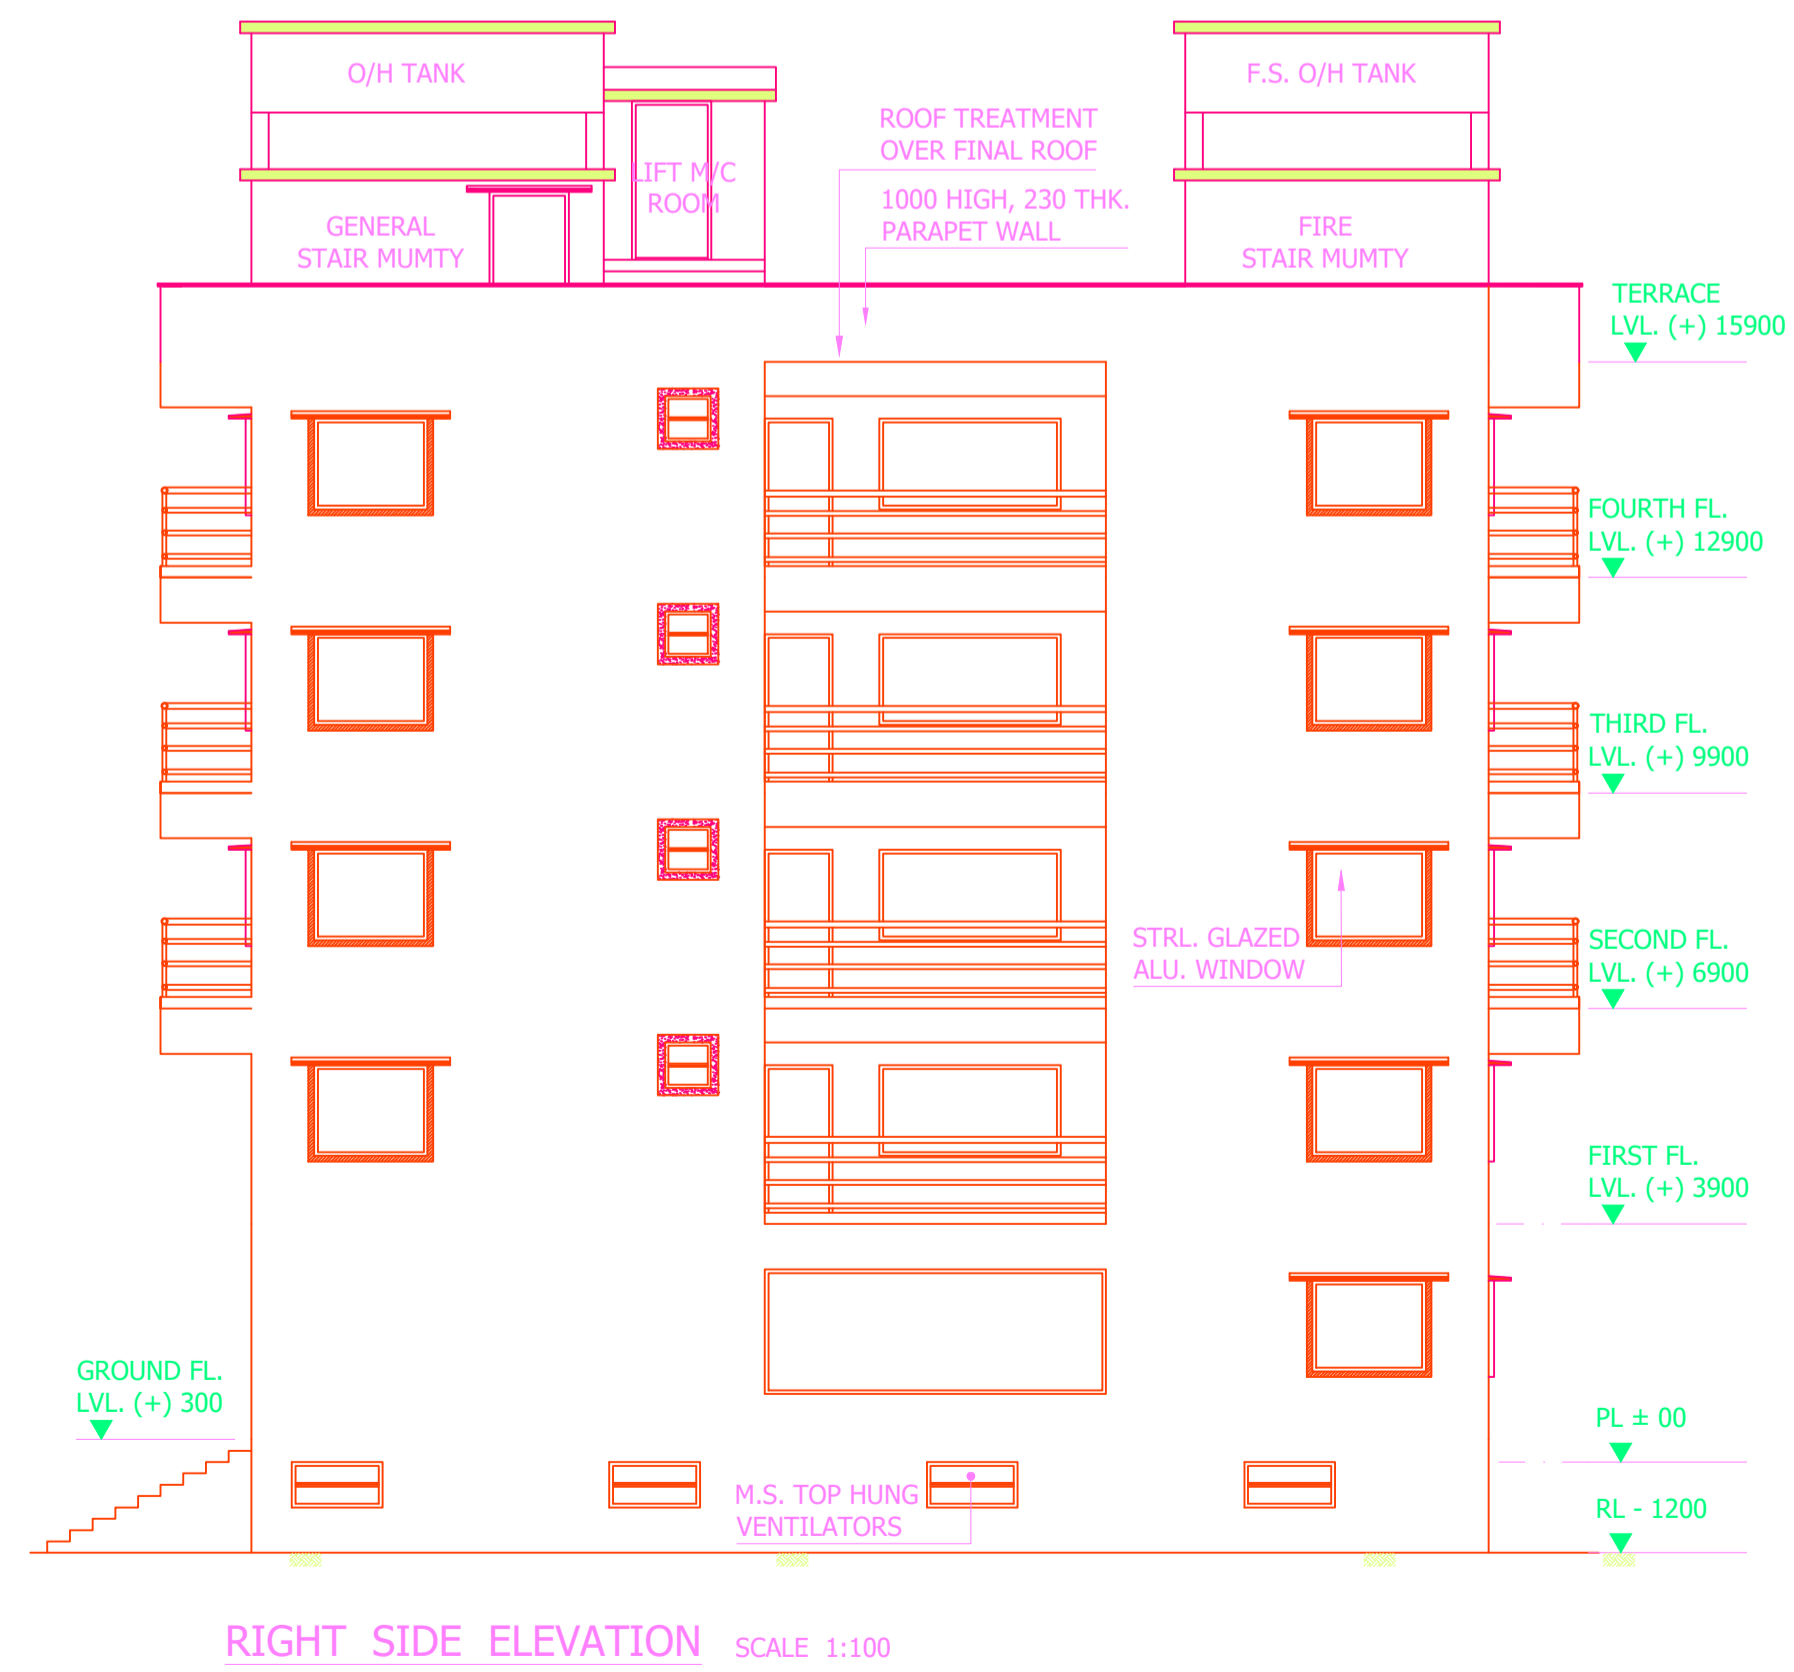 O/H TANK
F.S. O/H TANK
ROOF TREATMENT
OVER FINAL ROOF
LIFT M/C
ROOM
1000 HIGH, 230 THK.
PARAPET WALL
GENERAL
STAIR MUMTY
FIRE
STAIR MUMTY
TERRACE
LVL. (+) 15900
FOURTH FL.
LVL. (+) 12900
THIRD FL.
LVL. (+) 9900
STRL. GLAZED
ALU. WINDOW
SECOND FL.
LVL. (+) 6900
FIRST FL.
LVL. (+) 3900
GROUND FL.
LVL. (+) 300
PL ± 00
M.S. TOP HUNG
VENTILATORS
RL - 1200
RIGHT SIDE ELEVATION SCALE 1:100